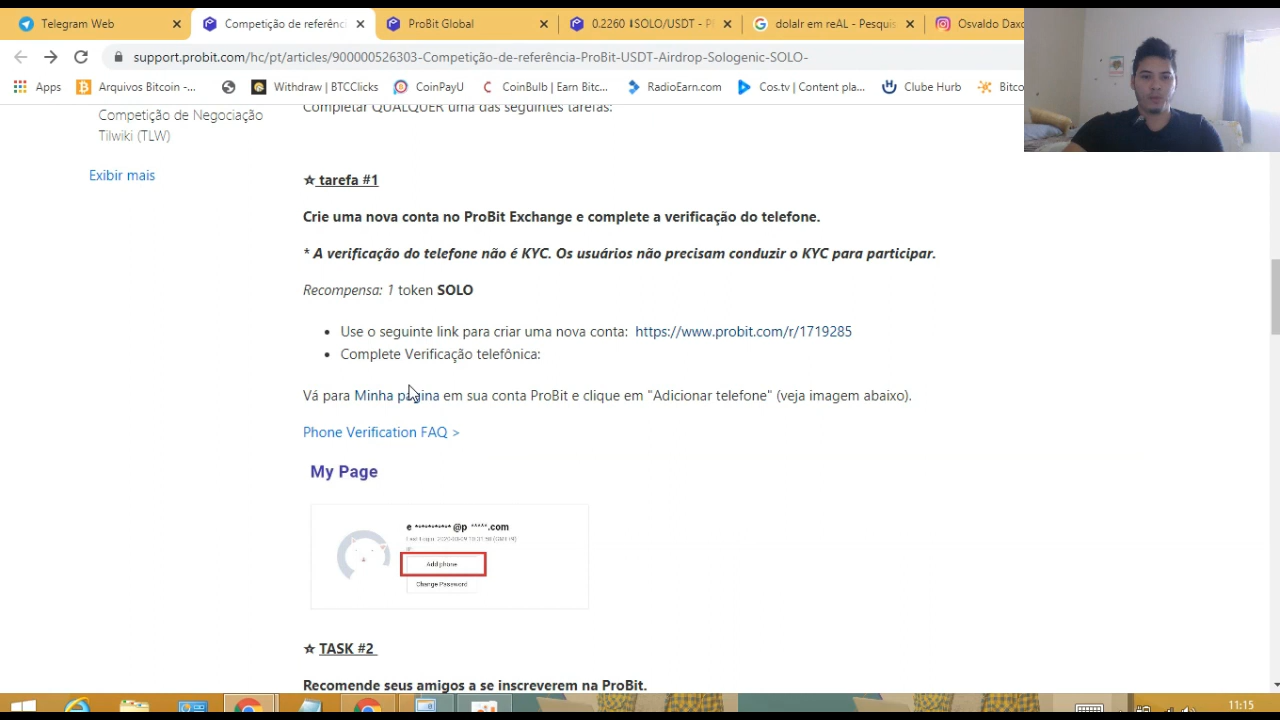 Telegram Web
Competição de referênci
ProBit Global
0.2260 ⬇SOLO/USDT - P
dolalr em reAL - Pesquis
Osvaldo Daxo
support.probit.com/hc/pt/articles/900000526303-Competição-de-referência-ProBit-USDT-Airdrop-Sologenic-SOLO-
Apps
Arquivos Bitcoin -...
Withdraw | BTCClicks
CoinPayU
CoinBulb | Earn Bitc...
RadioEarn.com
Cos.tv | Content pla...
Clube Hurb
Bitco
Completar QUALQUER uma das seguintes tarefas:
Competição de Negociação
Tilwiki (TLW)
Exibir mais
☆ tarefa #1
Crie uma nova conta no ProBit Exchange e complete a verificação do telefone.
* A verificação do telefone não é KYC. Os usuários não precisam conduzir o KYC para participar.
Recompensa: 1 token SOLO
• Use o seguinte link para criar uma nova conta: https://www.probit.com/r/1719285
• Complete Verificação telefônica:
Vá para Minha página em sua conta ProBit e clique em "Adicionar telefone" (veja imagem abaixo).
Phone Verification FAQ >
My Page
e **********@p *****.com
Add phone
Change Password
☆ TASK #2
Recomende seus amigos a se inscreverem na ProBit.
11:15